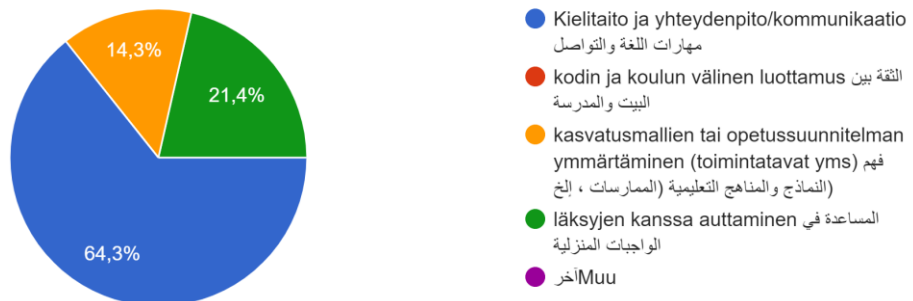 14,3%
21,4%
64,3%
Kielitaito ja yhteydenpito/kommunikaatio
مهارات اللغة والتواصل
kodin ja koulun välinen luottamus الثقة بين
البيت والمدرسة
kasvatusmallien tai opetussuunnitelman
ymmärtäminen (toimintatavat yms) فهم
النماذج والمناهج التعليمية (الممارسات ، إلخ)
läksyjen kanssa auttaminen المساعدة في
الواجبات المنزلية
Muuآخر